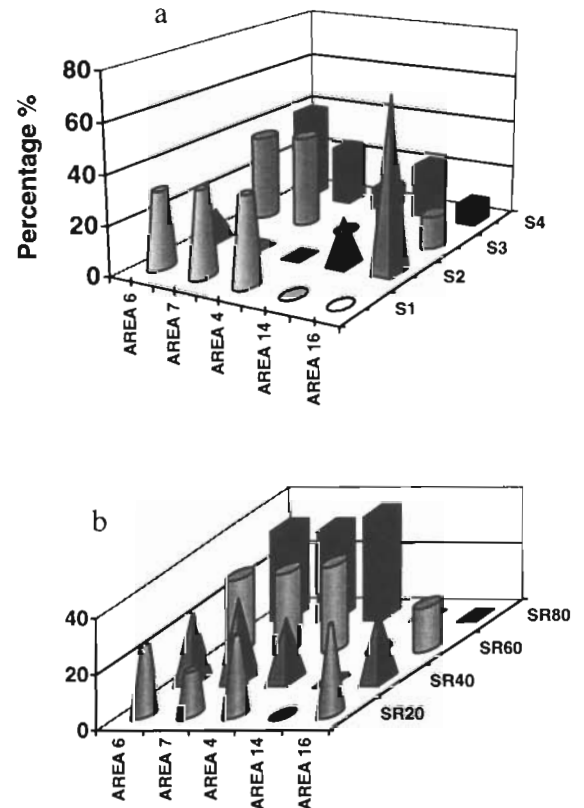 a
Percentage %
80
60
40
20
0
AREA 6
AREA 7
AREA 4
AREA 14
AREA 16
S1
S2
S3
S4
b
40
20
0
AREA 6
AREA 7
AREA 4
AREA 14
AREA 16
SR20
SR40
SR60
SR80